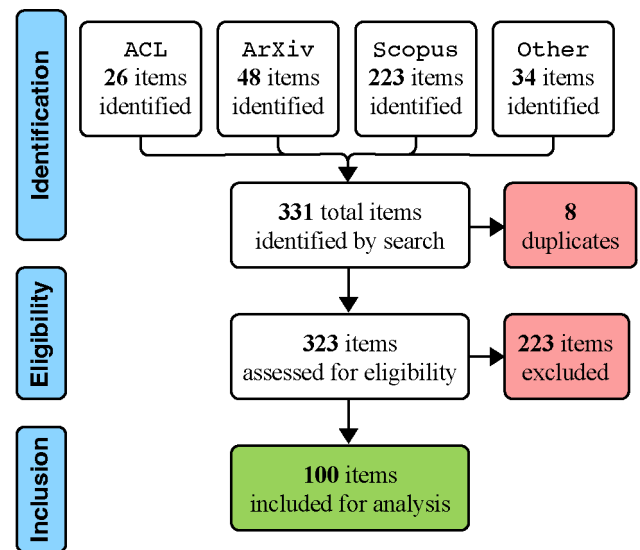 Identification
ACL
26 items
identified
ArXiv
48 items
identified
Scopus
223 items
identified
Other
34 items
identified
331 total items
identified by search
8
duplicates
Eligibility
323 items
assessed for eligibility
223 items
excluded
Inclusion
100 items
included for analysis